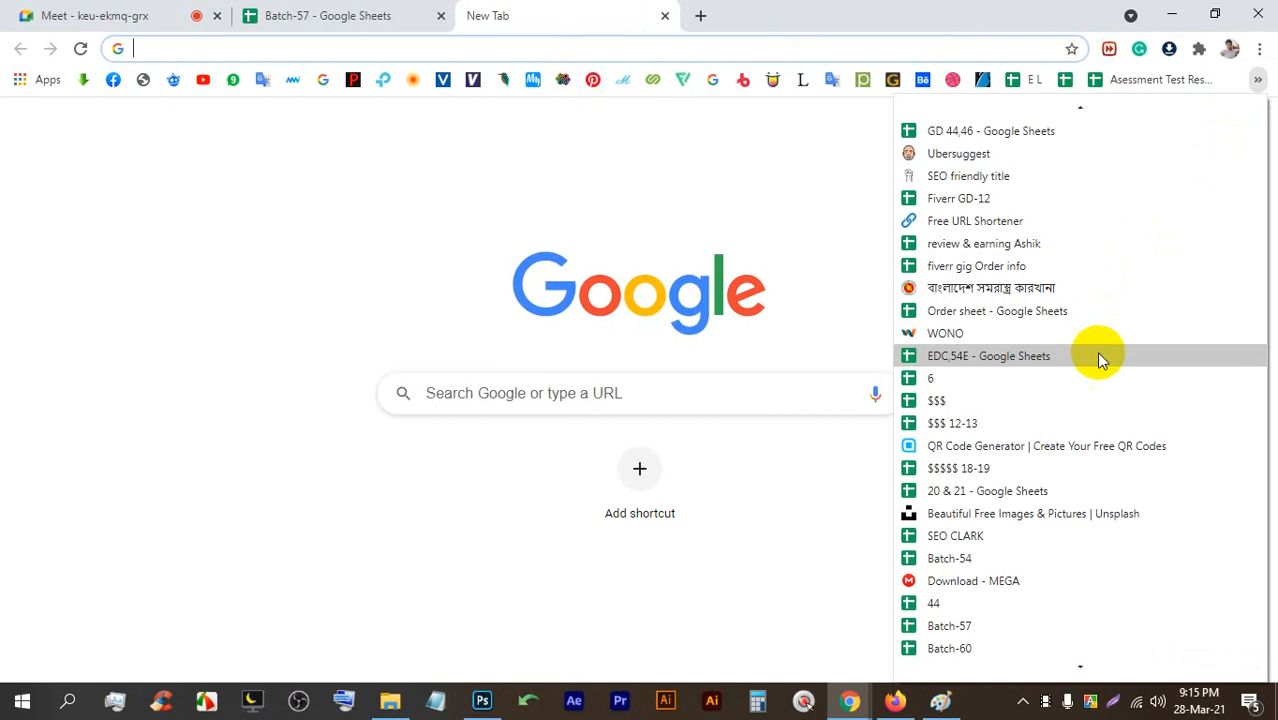 Meet - keu-ekmq-grx
Batch-57 - Google Sheets
New Tab
Apps
E L
Asessment Test Res...
GD 44,46 - Google Sheets
Ubersuggest
SEO friendly title
Fiverr GD-12
Free URL Shortener
review & earning Ashik
fiverr gig Order info
বাংলাদেশ সমরাস্ত্র কারখানা
Order sheet - Google Sheets
WONO
EDC,54E - Google Sheets
6
$$$
$$$ 12-13
QR Code Generator | Create Your Free QR Codes
$$$$$ 18-19
20 & 21 - Google Sheets
Beautiful Free Images & Pictures | Unsplash
SEO CLARK
Batch-54
Download - MEGA
44
Batch-57
Batch-60
Google
Search Google or type a URL
Add shortcut
9:15 PM
28-Mar-21
5